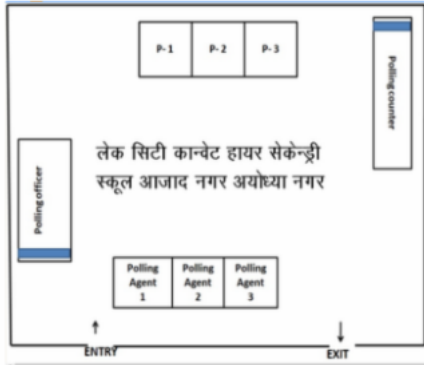 P-1 P-2 P-3
Polling counter
लेक सिटी कान्वेट हायर सेकेन्ड्री
स्कूल आजाद नगर अयोध्या नगर
Polling officer
Polling Agent 1
Polling Agent 2
Polling Agent 3
ENTRY
EXIT